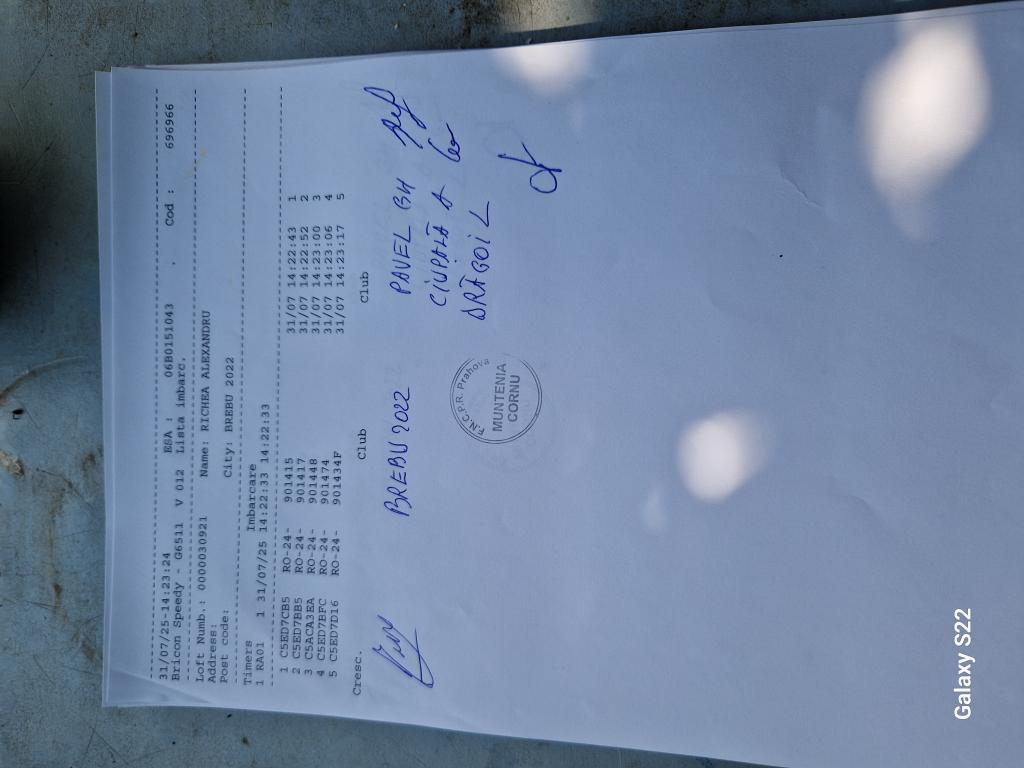 31/07/25-14:23:24 ESA : 06B0151043 . Cod : 696966
Bricon Speedy - G6511 V 012 Lista imbarc.
Loft Numb.: 0000030921 Name: RICHEA ALEXANDRU
Address:
Post code: City: BREBU 2022
Timers Imbarcare
1 RA01 1 31/07/25 14:22:33 14:22:33
1 C5ED7CB5 RO-24- 901415 31/07 14:22:43 1
2 C5ED7BB5 RO-24- 901417 31/07 14:22:52 2
3 C5ACA3EA RO-24- 901448 31/07 14:23:00 3
4 C5ED7BFC RO-24- 901474 31/07 14:23:06 4
5 C5ED7D16 RO-24- 901434F 31/07 14:23:17 5
Cresc. Club Club
BREBU 2022 PAVEL GH
CIUPALĂ A
DRĂGOI L
F.N.C.P.R. Prahova
MUNTENIA
CORNU
Galaxy S22